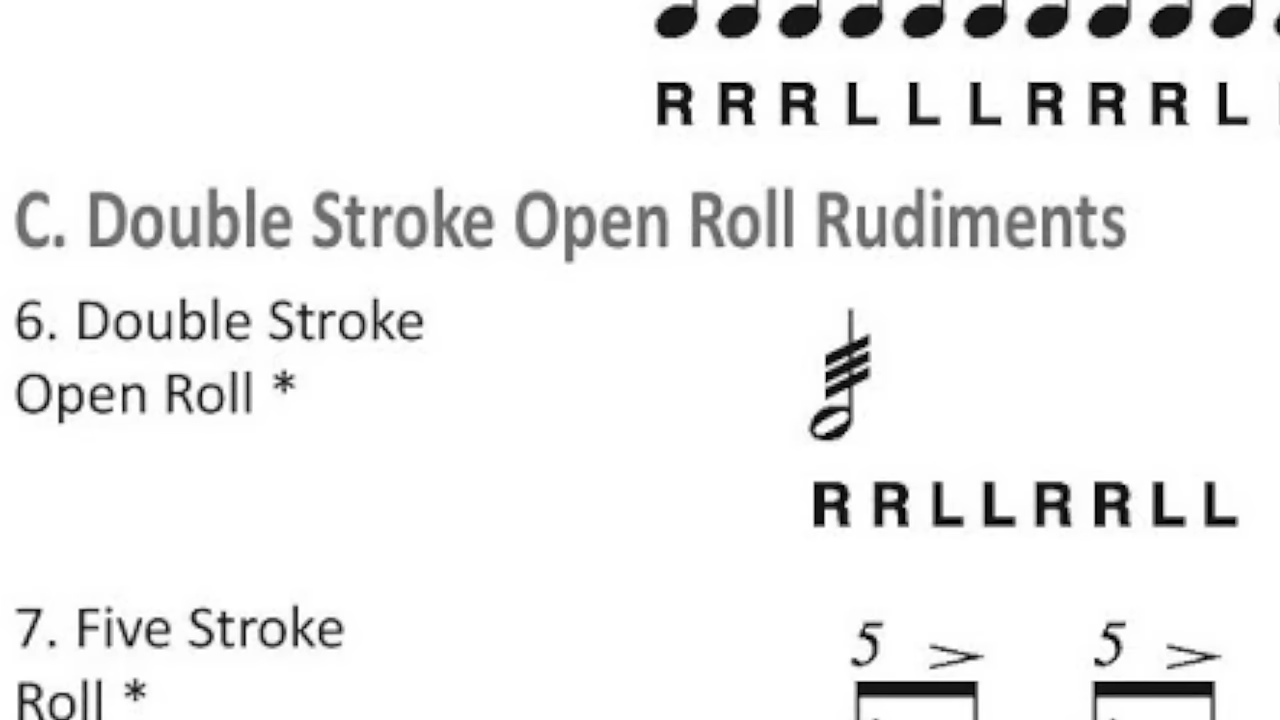 R R R L L L R R R L
C. Double Stroke Open Roll Rudiments
6. Double Stroke
Open Roll *
R R L L R R L L
7. Five Stroke
Roll *
5 > 5 >